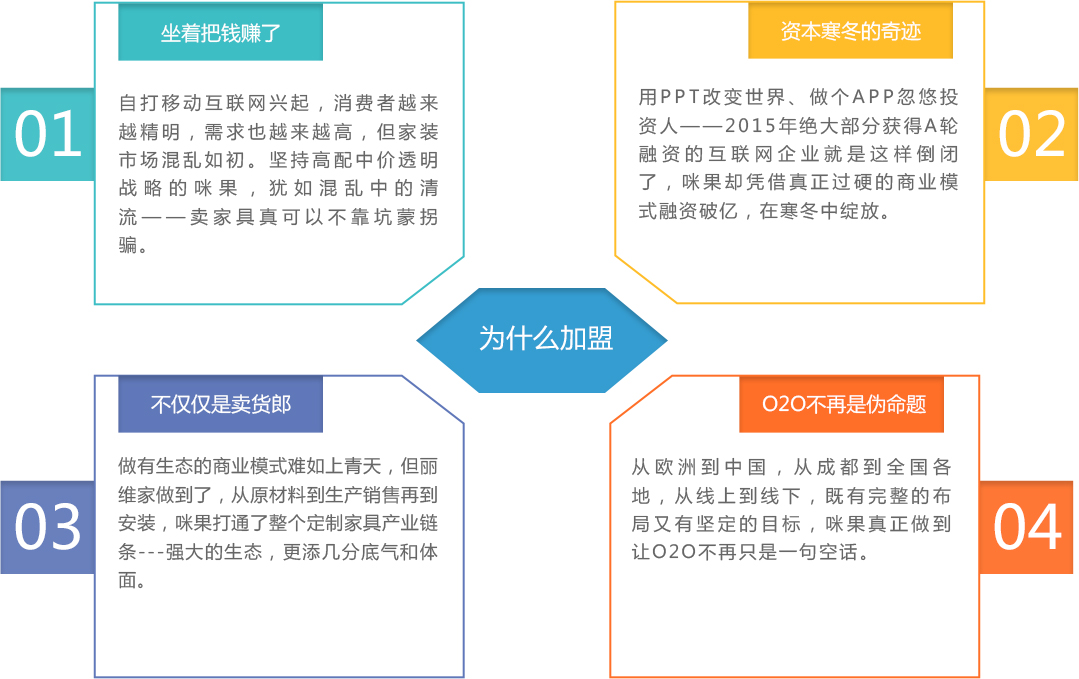 坐着把钱赚了
01
自打移动互联网兴起，消费者越来
越精明，需求也越来越高，但家装
市场混乱如初。坚持高配中价透明
战略的咪果，犹如混乱中的清
流——卖家具真可以不靠坑蒙拐
骗。
资本寒冬的奇迹
02
用PPT改变世界、做个APP忽悠投
资人——2015年绝大部分获得A轮
融资的互联网企业就是这样倒闭
了，咪果却凭借真正过硬的商业模
式融资破亿，在寒冬中绽放。
为什么加盟
不仅仅是卖货郎
03
做有生态的商业模式难如上青天，但丽
维家做到了，从原材料到生产销售再到
安装，咪果打通了整个定制家具产业链
条---强大的生态，更添几分底气和体
面。
O2O不再是伪命题
04
从欧洲到中国，从成都到全国各
地，从线上到线下，既有完整的布
局又有坚定的目标，咪果真正做到
让O2O不再只是一句空话。